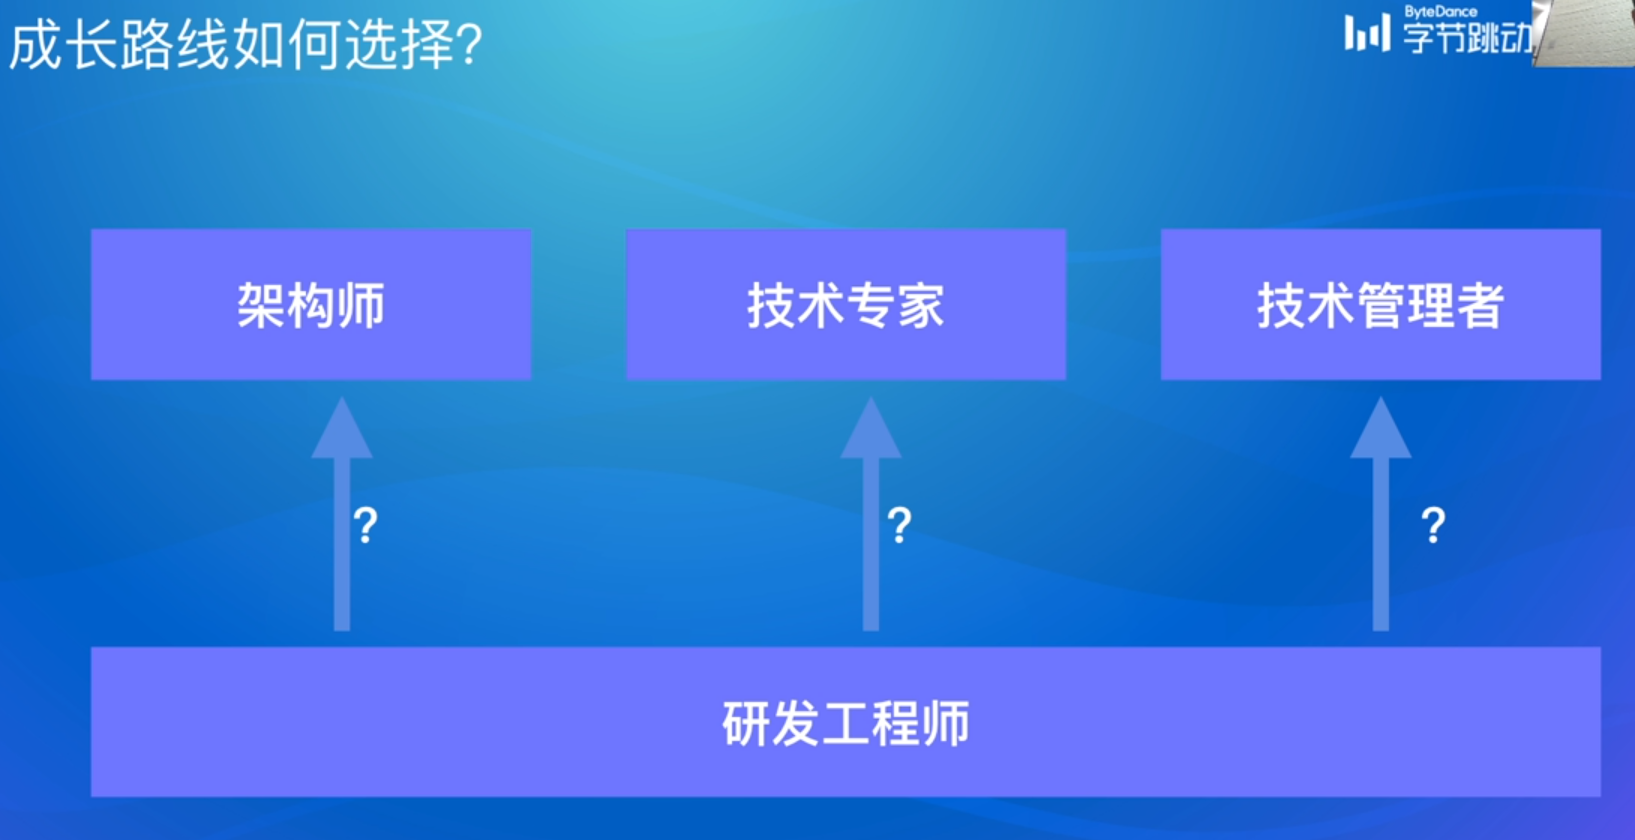 成长路线如何选择?
ByteDance
字节跳动
架构师
技术专家
技术管理者
?
?
?
研发工程师